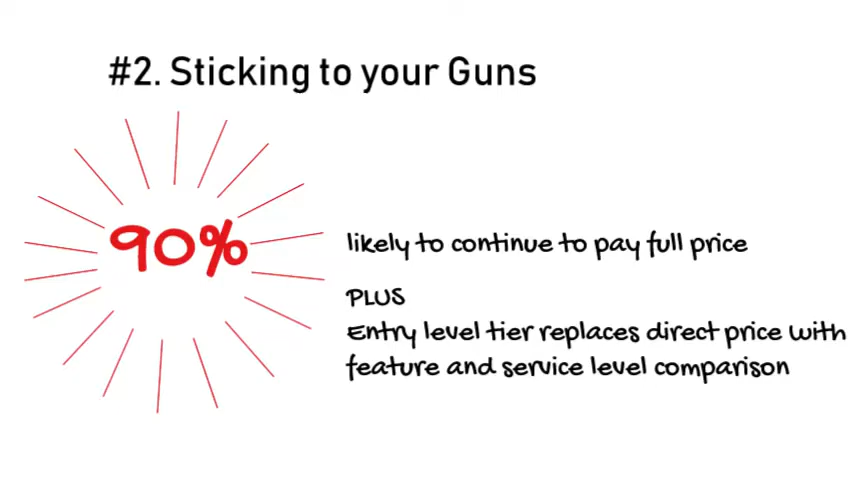 #2. Sticking to your Guns
90%
likely to continue to pay full price
PLUS
Entry level tier replaces direct price with
feature and service level comparison